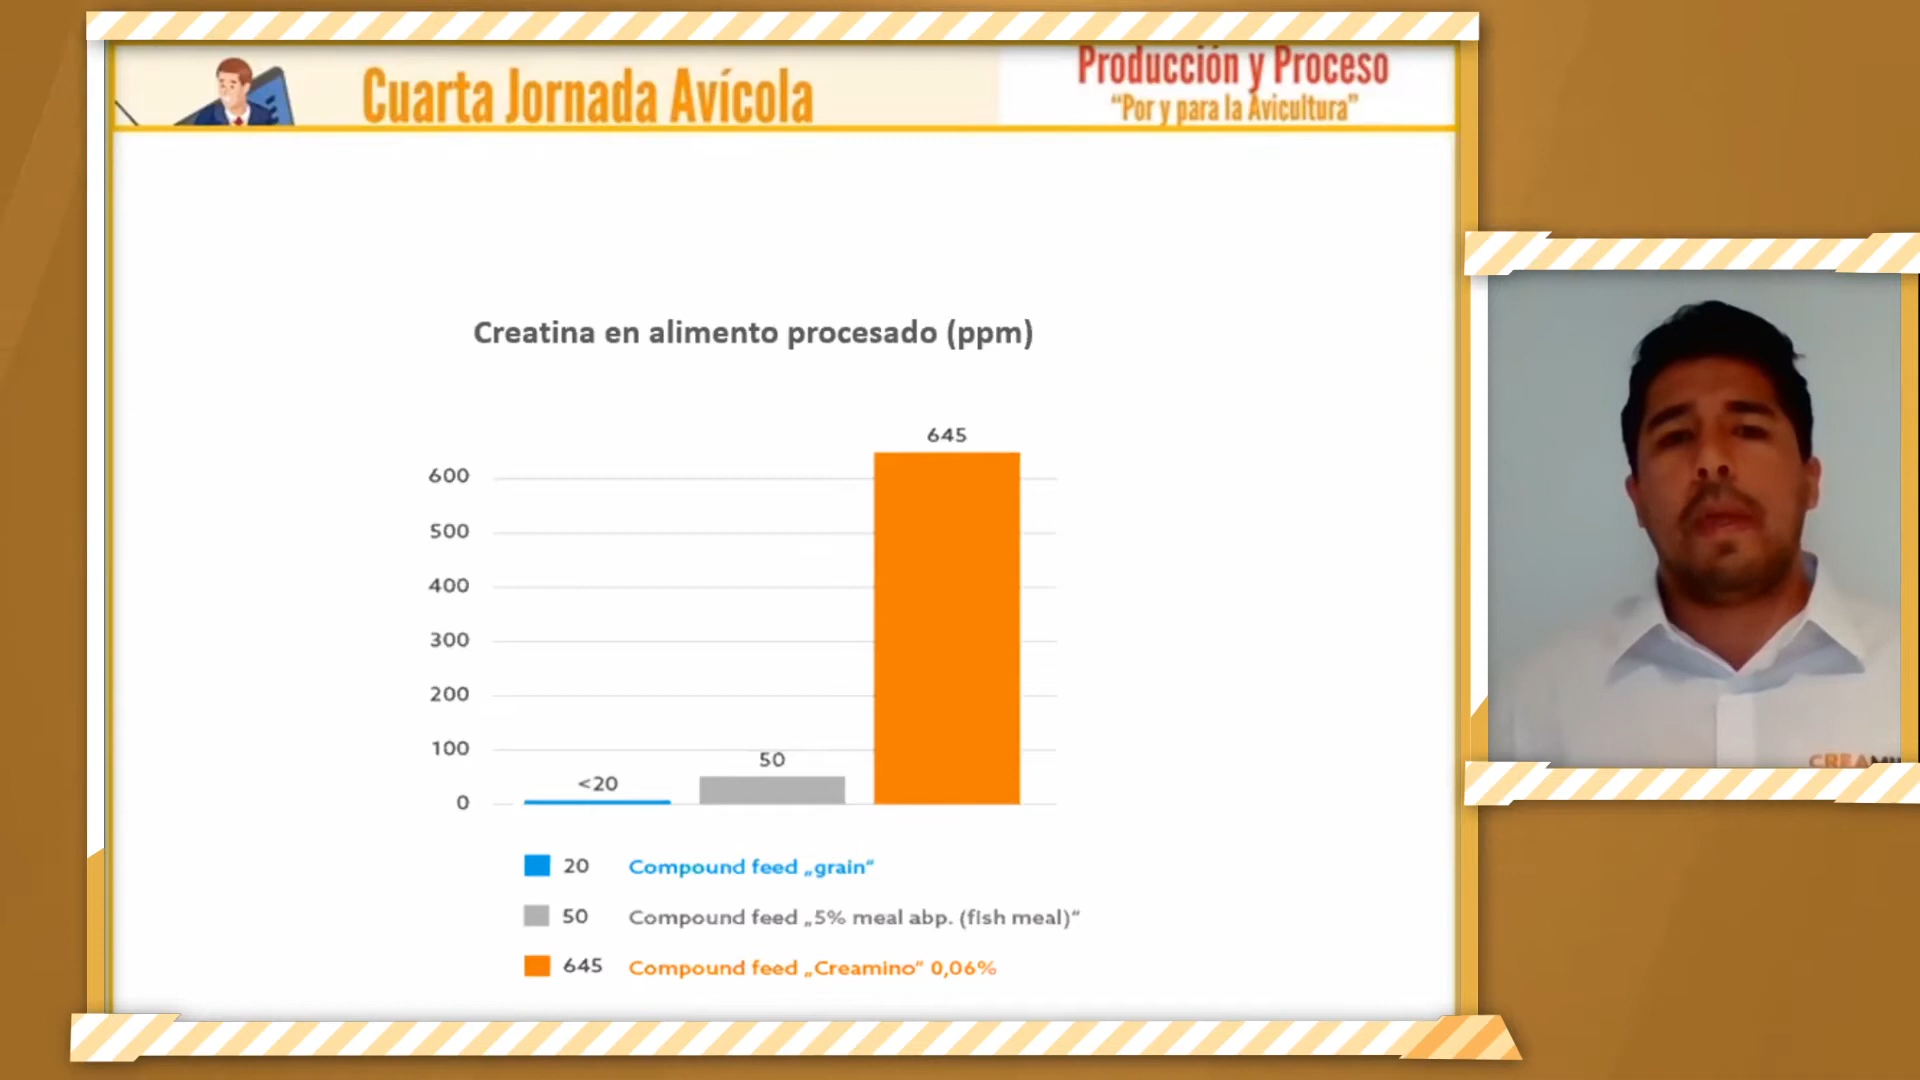 Cuarta Jornada Avícola
Producción y Proceso
“Por y para la Avicultura”
Creatina en alimento procesado (ppm)
645
600
500
400
300
200
100
50
<20
0
20 Compound feed „grain“
50 Compound feed „5% meal abp. (fish meal)“
645 Compound feed „Creamino“ 0,06%